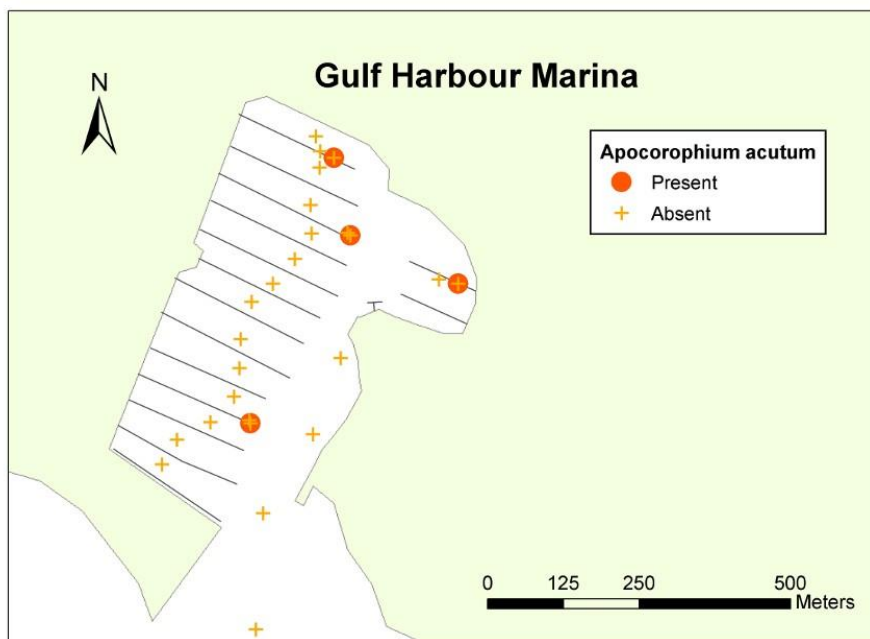 Gulf Harbour Marina
N
Apocorophium acutum
Present
Absent
0 125 250 500
Meters